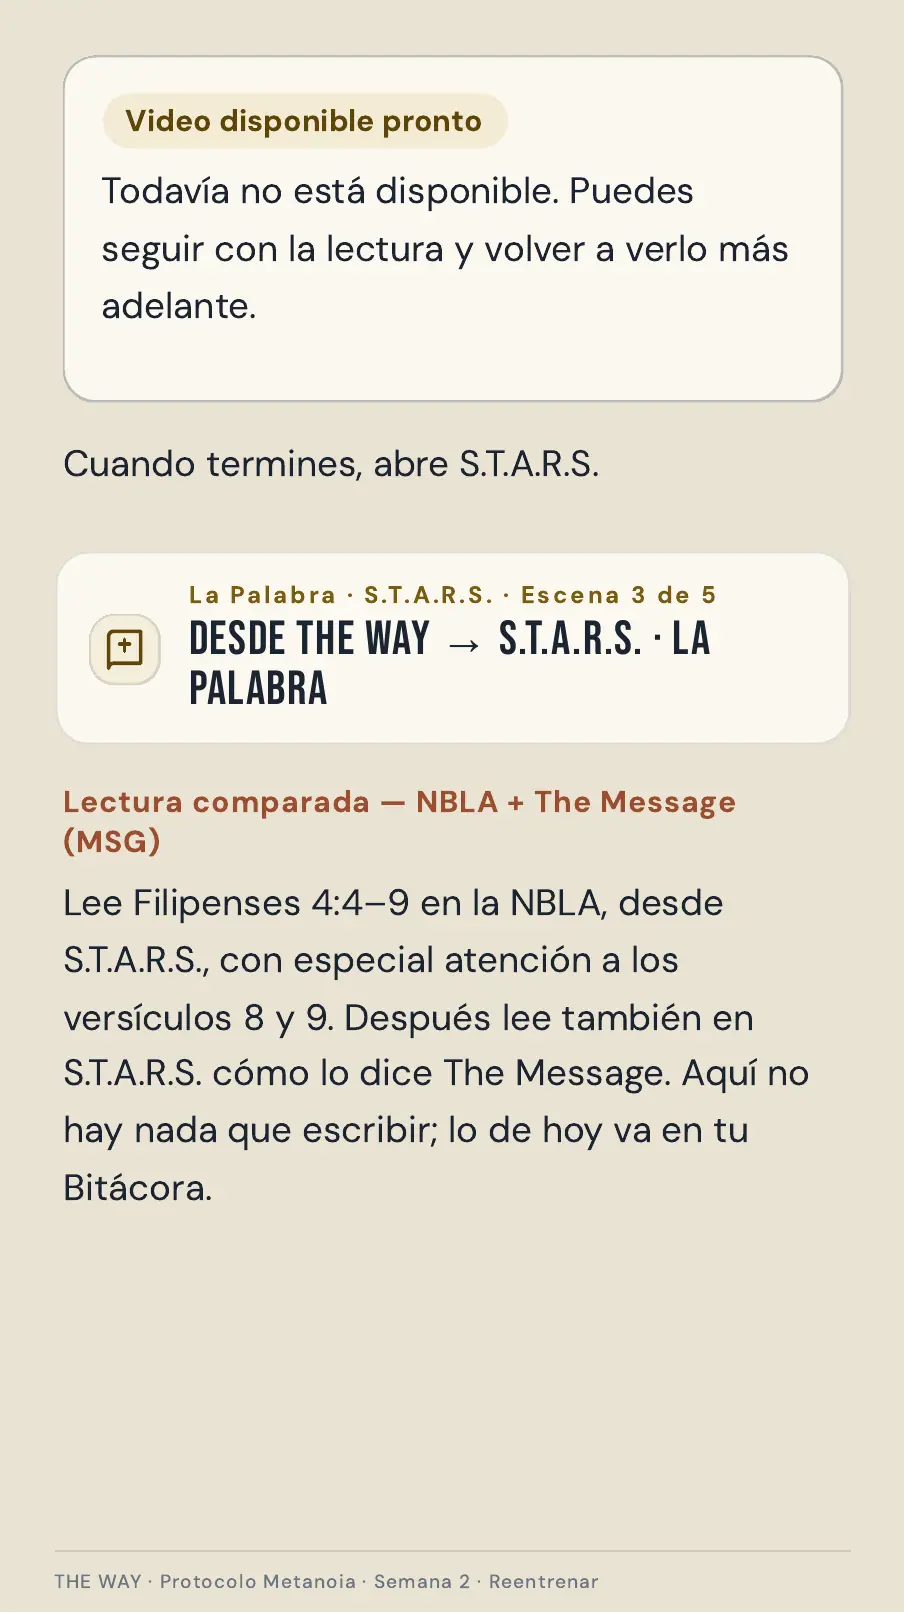 Video disponible pronto
Todavía no está disponible. Puedes
seguir con la lectura y volver a verlo más
adelante.
Cuando termines, abre S.T.A.R.S.
La Palabra · S.T.A.R.S. · Escena 3 de 5
DESDE THE WAY → S.T.A.R.S. · LA
PALABRA
Lectura comparada — NBLA + The Message
(MSG)
Lee Filipenses 4:4–9 en la NBLA, desde
S.T.A.R.S., con especial atención a los
versículos 8 y 9. Después lee también en
S.T.A.R.S. cómo lo dice The Message. Aquí no
hay nada que escribir; lo de hoy va en tu
Bitácora.
THE WAY · Protocolo Metanoia · Semana 2 · Reentrenar